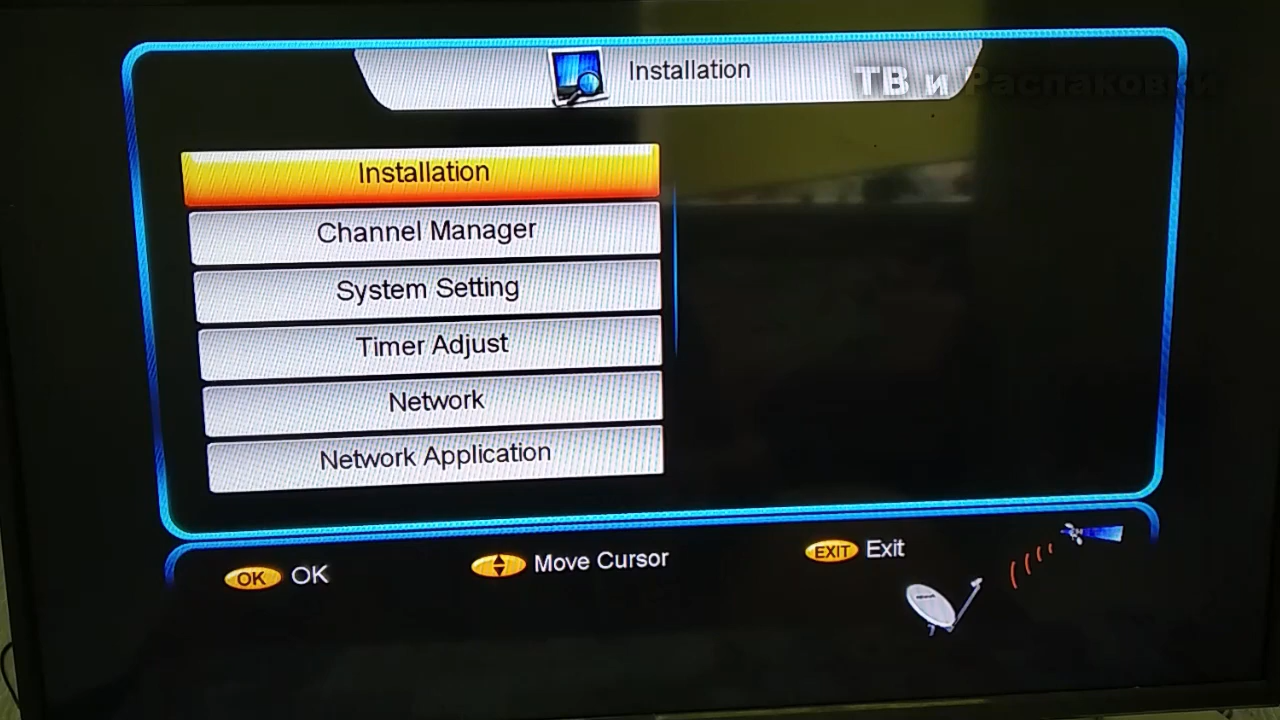 Installation
ТВ и Распаковки
Installation
Channel Manager
System Setting
Timer Adjust
Network
Network Application
OK OK
Move Cursor
EXIT Exit